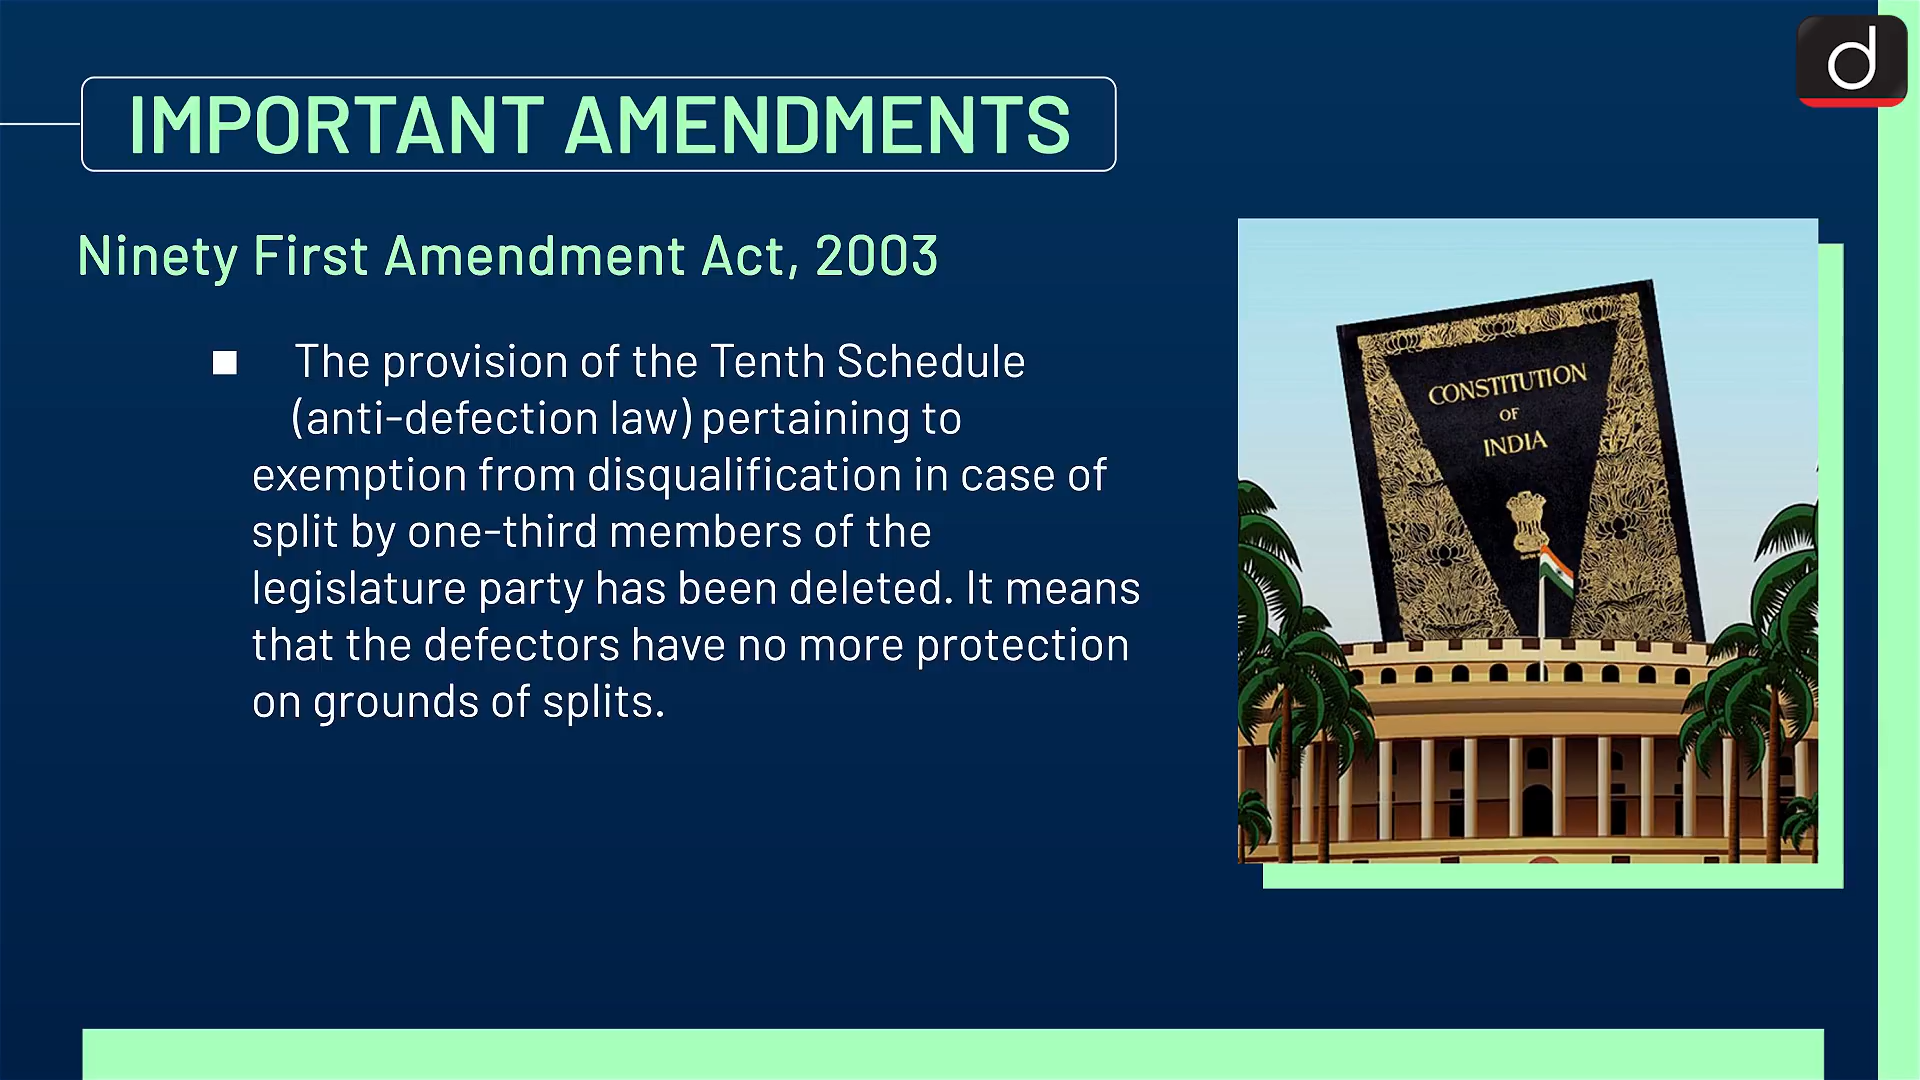 d
IMPORTANT AMENDMENTS
Ninety First Amendment Act, 2003
■ The provision of the Tenth Schedule
(anti-defection law) pertaining to
exemption from disqualification in case of
split by one-third members of the
legislature party has been deleted. It means
that the defectors have no more protection
on grounds of splits.
CONSTITUTION
OF
INDIA